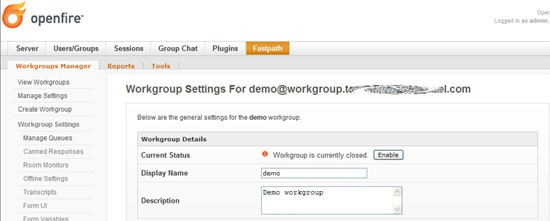 openfire™
Logged in as admin
Server Users/Groups Sessions Group Chat Plugins Fastpath
Workgroups Manager Reports Tools
View Workgroups
Manage Settings
Create Workgroup
Workgroup Settings
Manage Queues
Canned Responses
Room Monitors
Offline Settings
Transcripts
Form UI
Form Variables
Workgroup Settings For demo@workgroup.t el.com
Below are the general settings for the demo workgroup.
Workgroup Details
Current Status Workgroup is currently closed. Enable
Display Name demo
Description Demo workgroup